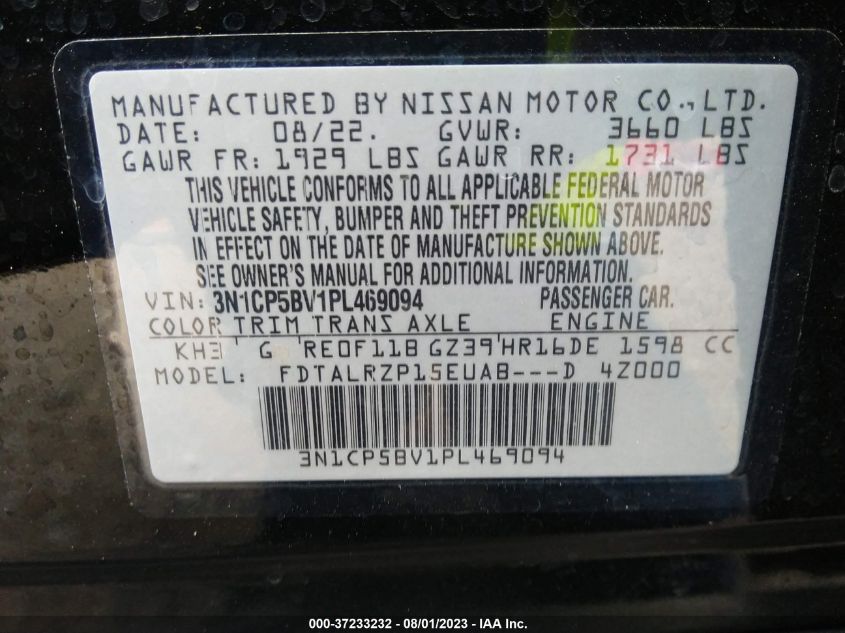 MANUFACTURED BY NISSAN MOTOR CO.,LTD.
DATE: 08/22. GVWR: 3660 LBS
GAWR FR: 1929 LBS GAWR RR: 1731 LBS
THIS VEHICLE CONFORMS TO ALL APPLICABLE FEDERAL MOTOR
VEHICLE SAFETY, BUMPER AND THEFT PREVENTION STANDARDS
IN EFFECT ON THE DATE OF MANUFACTURE SHOWN ABOVE.
SEE OWNER'S MANUAL FOR ADDITIONAL INFORMATION.
VIN: 3N1CP5BV1PL469094 PASSENGER CAR.
COLOR TRIM TRANS AXLE ENGINE
KH3 G RE0F11B GZ39 HR16DE 1598 CC
MODEL: FDTALRZP15EUAB---D 4Z000
3N1CP5BV1PL469094
000-37233232 - 08/01/2023 - IAA Inc.